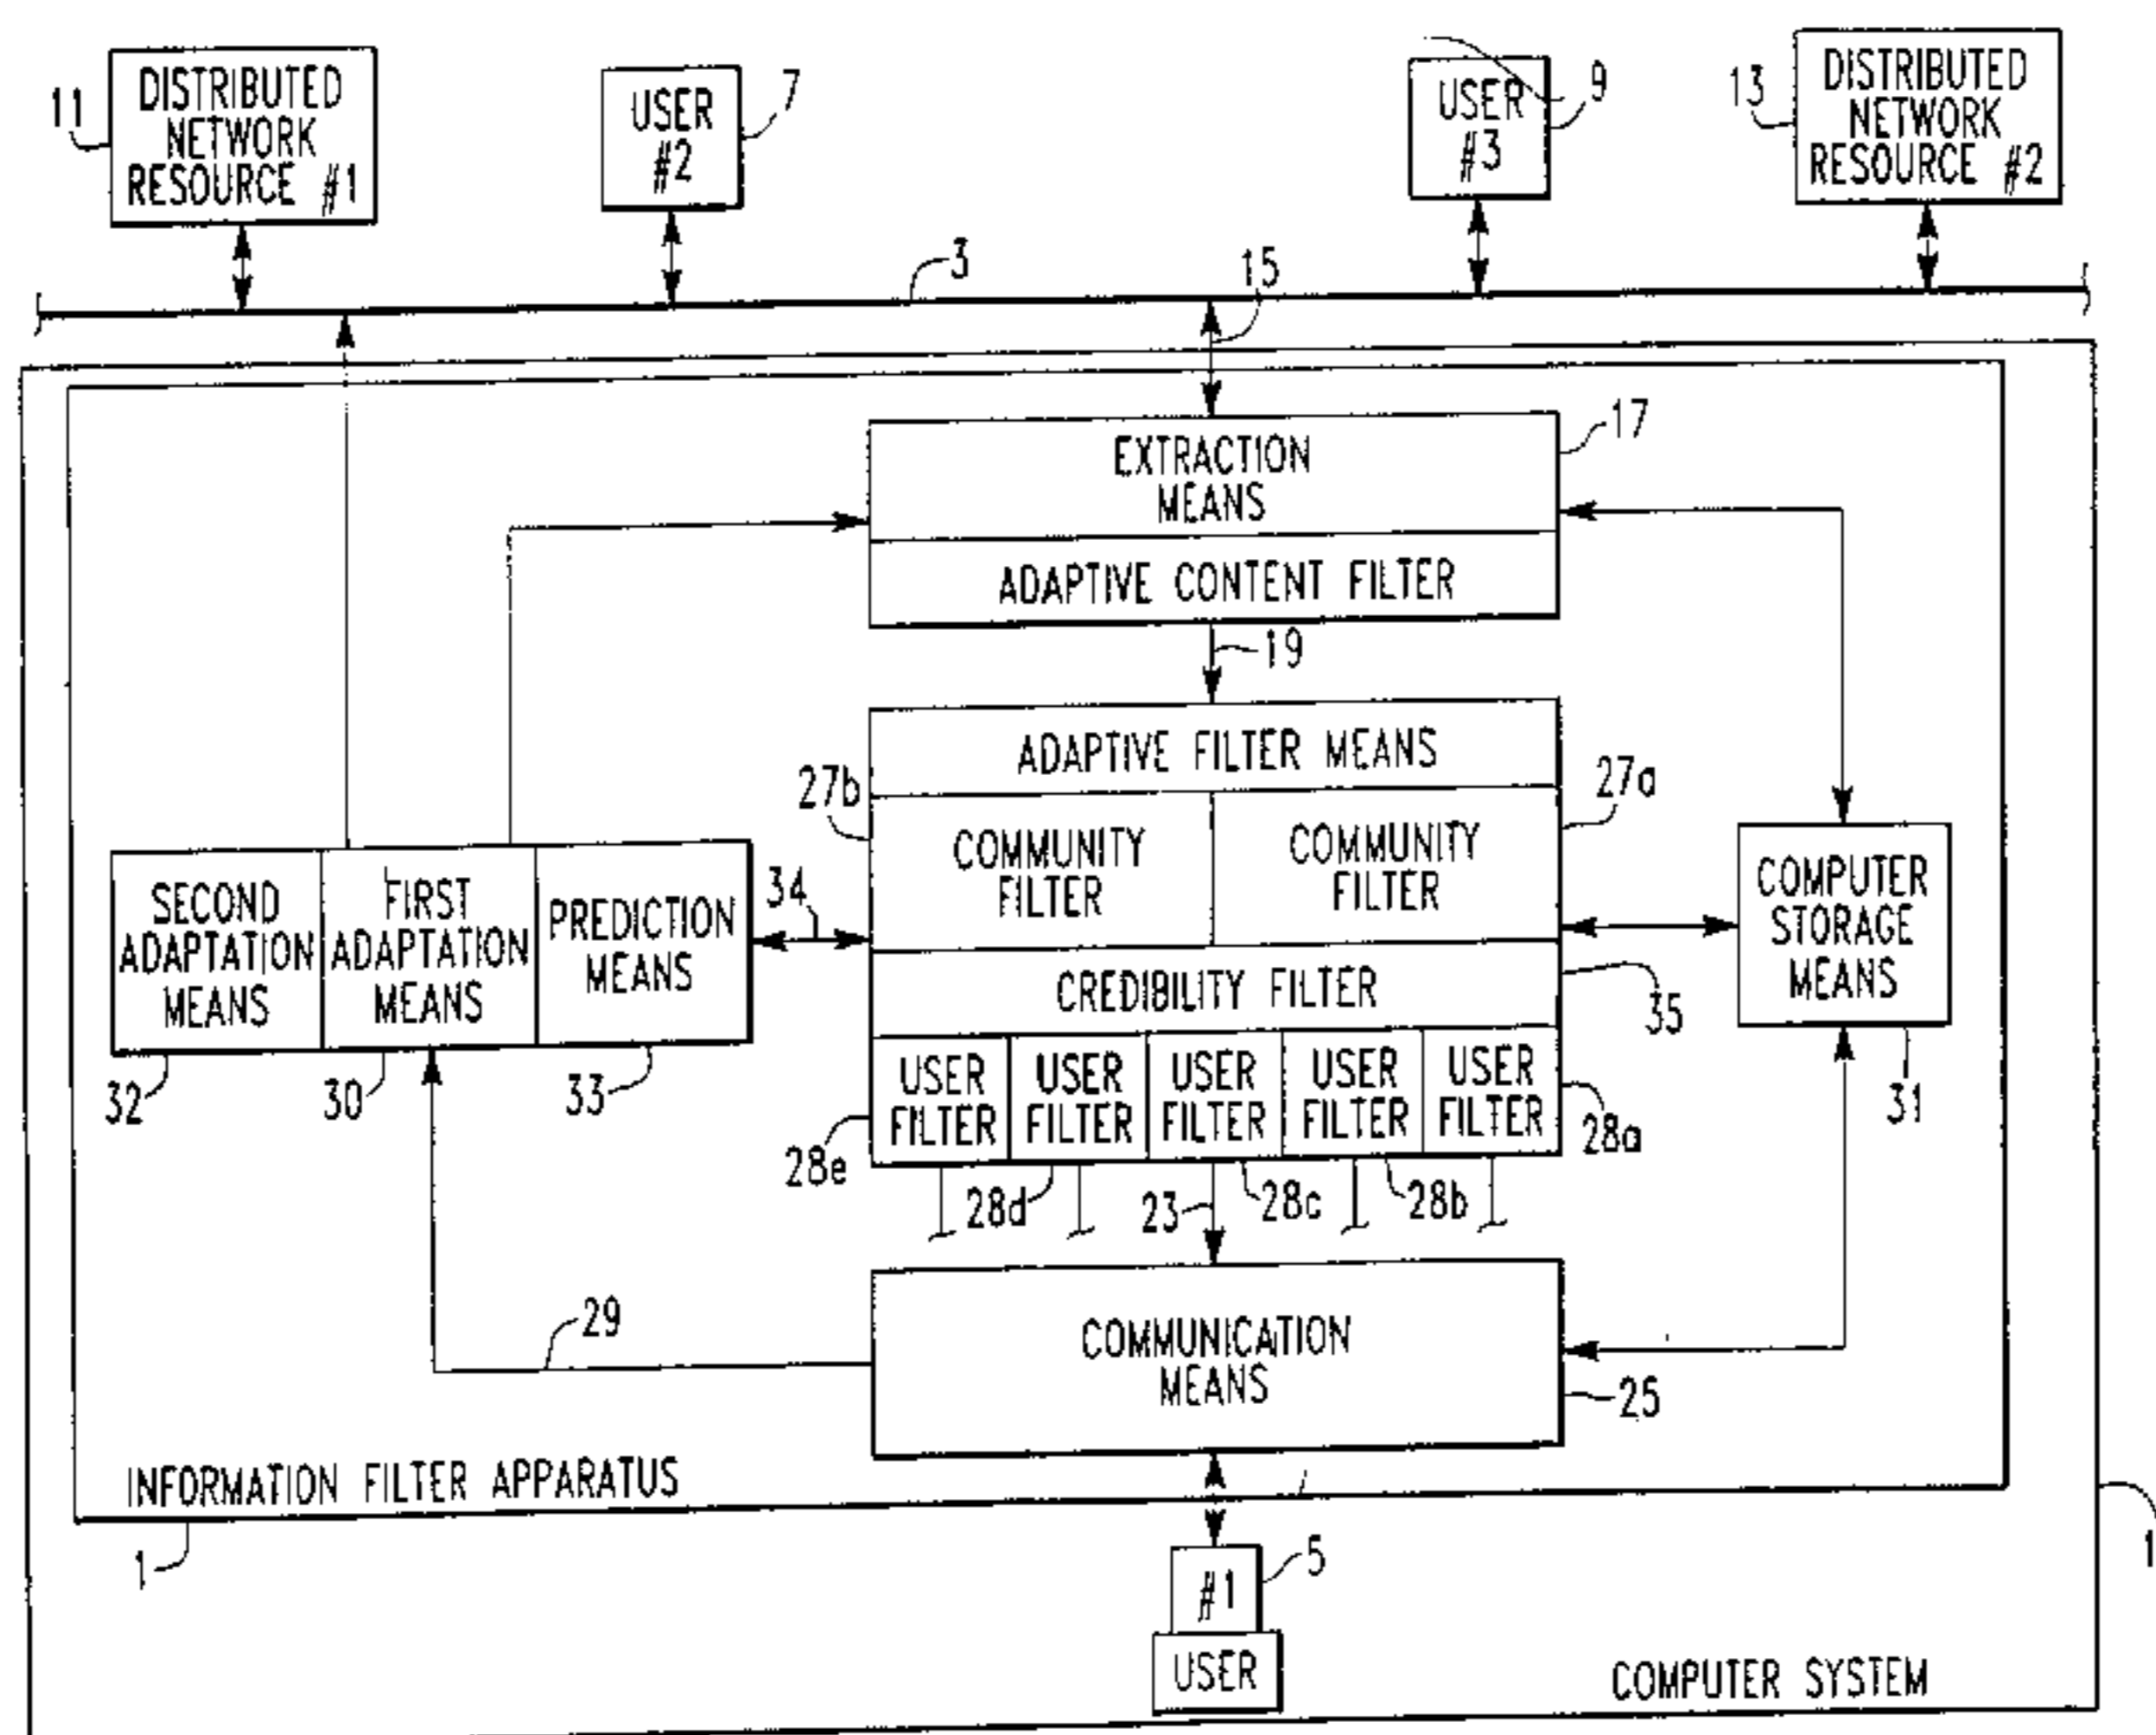 DISTRIBUTED
NETWORK
RESOURCE #1
11
USER
#2
7
USER
#3
9
DISTRIBUTED
NETWORK
RESOURCE #2
13
3
15
EXTRACTION
MEANS
17
ADAPTIVE CONTENT FILTER
19
ADAPTIVE FILTER MEANS
27b
27a
COMMUNITY
FILTER
COMMUNITY
FILTER
SECOND
ADAPTATION
MEANS
FIRST
ADAPTATION
MEANS
PREDICTION
MEANS
34
COMPUTER
STORAGE
MEANS
CREDIBILITY FILTER
35
32
30
33
31
USER
FILTER
USER
FILTER
USER
FILTER
USER
FILTER
USER
FILTER
28e
28d
23
28c
28b
28a
29
COMMUNICATION
MEANS
25
INFORMATION FILTER APPARATUS
1
1
5
#1
USER
COMPUTER SYSTEM